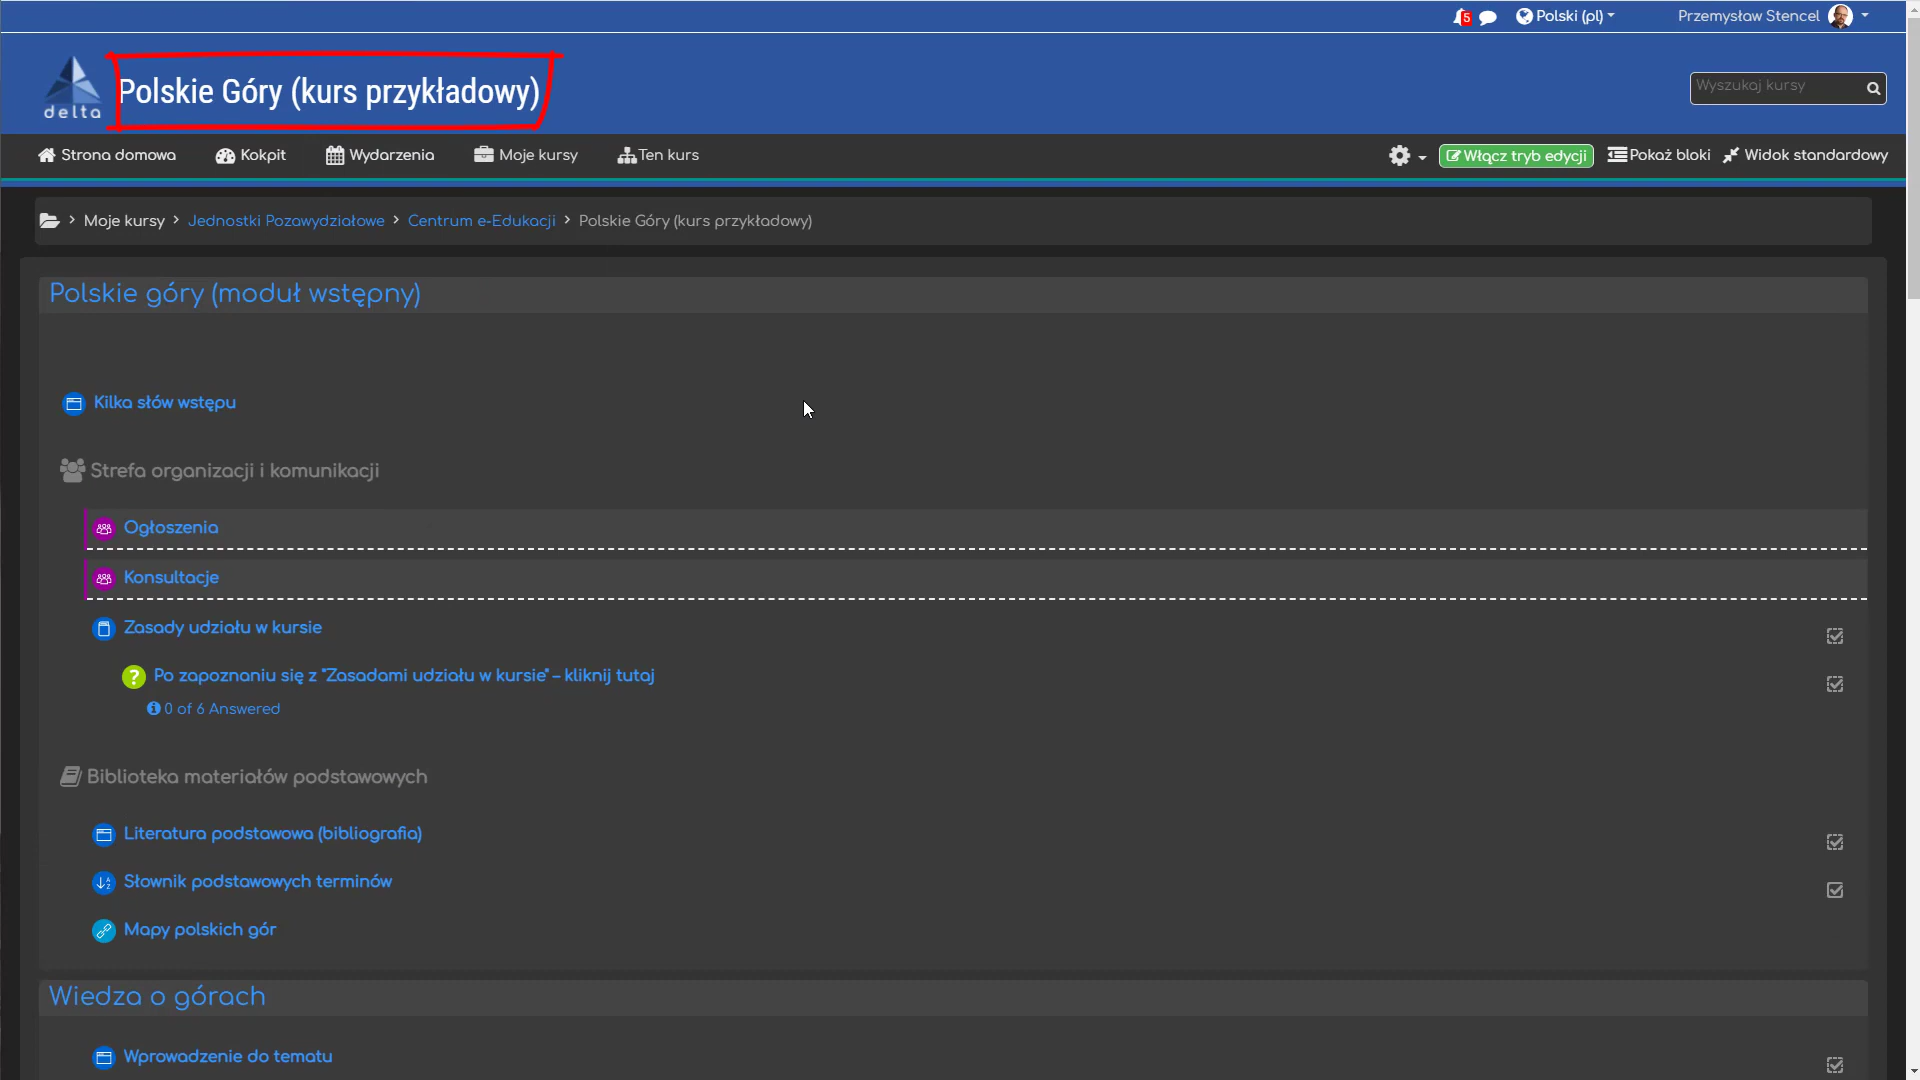 5 Polski (pl) Przemysław Stencel
delta Polskie Góry (kurs przykładowy) Wyszukaj kursy
Strona domowa Kokpit Wydarzenia Moje kursy Ten kurs Włącz tryb edycji Pokaż bloki Widok standardowy
Moje kursy Jednostki Pozawydziałowe Centrum e-Edukacji Polskie Góry (kurs przykładowy)
Polskie góry (moduł wstępny)
Kilka słów wstępu
Strefa organizacji i komunikacji
Ogłoszenia
Konsultacje
Zasady udziału w kursie
Po zapoznaniu się z "Zasadami udziału w kursie" – kliknij tutaj
0 of 6 Answered
Biblioteka materiałów podstawowych
Literatura podstawowa (bibliografia)
Słownik podstawowych terminów
Mapy polskich gór
Wiedza o górach
Wprowadzenie do tematu